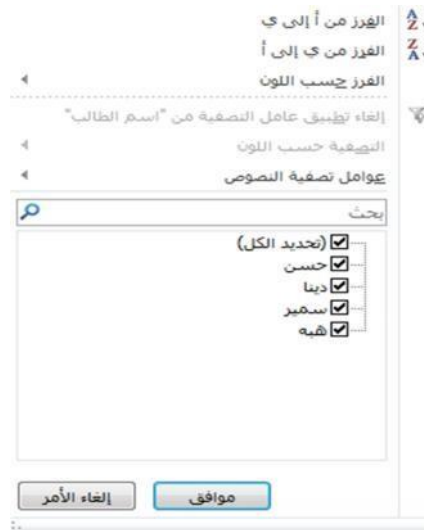 الفرز من أ إلى ي
الفرز من ي إلى أ
الفرز حسب اللون
إلغاء تطبيق عامل التصفية من "اسم الطالب"
التصفية حسب اللون
عوامل تصفية النصوص
بحث
(تحديد الكل)
حسن
دينا
سمير
هبه
موافق
إلغاء الأمر